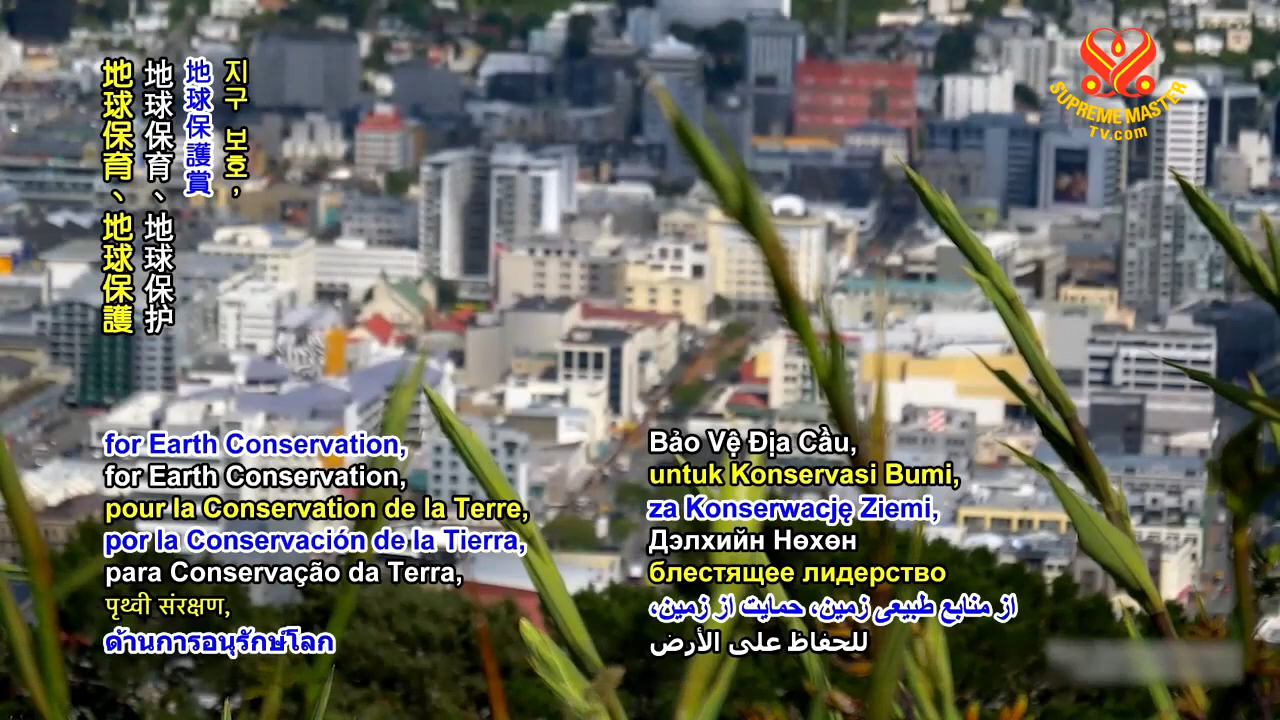 지구 보호,
地球保護賞
地球保育、地球保护
地球保育、地球保護
SUPREME MASTER
TV.com
for Earth Conservation,
for Earth Conservation,
pour la Conservation de la Terre,
por la Conservación de la Tierra,
para Conservação da Terra,
पृथ्वी संरक्षण,
ด้านการอนุรักษ์โลก
Bảo Vệ Địa Cầu,
untuk Konservasi Bumi,
za Konserwację Ziemi,
Дэлхийн Нөхөн
блестящее лидерство
از منابع طبیعی زمین، حمایت از زمین،
للحفاظ على الأرض